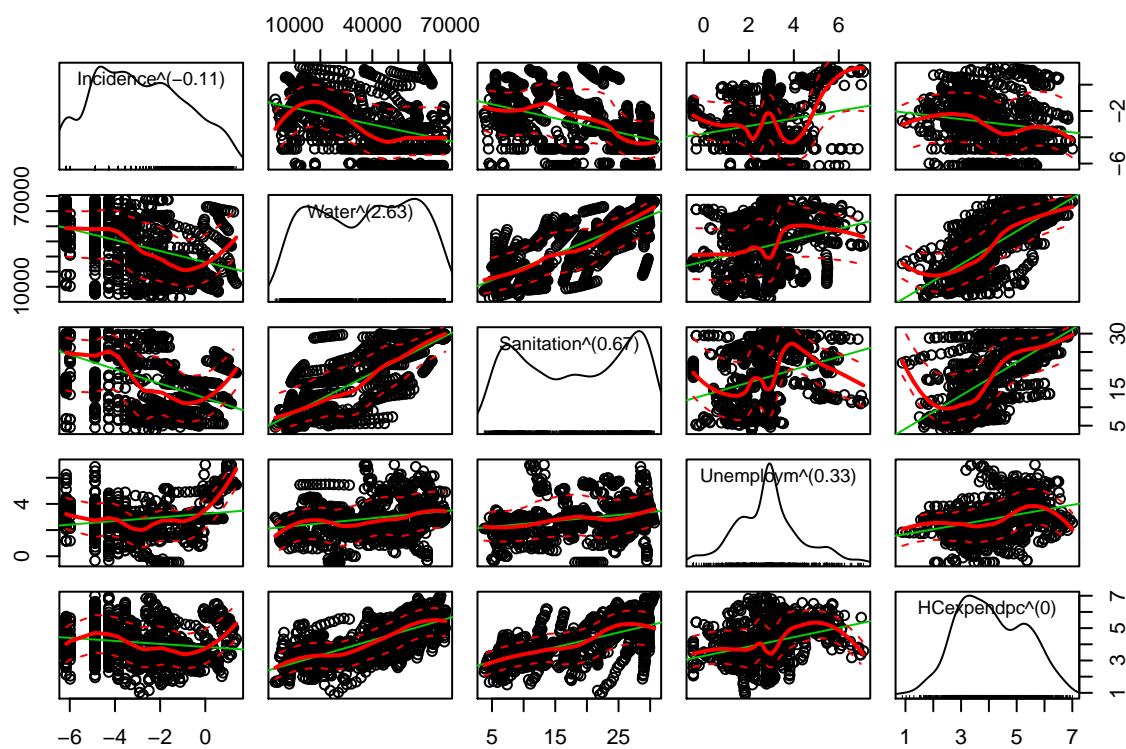 10000 40000 70000 0 2 4 6
Incidence^(−0.11)
−6 −2
10000 70000
Water^(2.63)
Sanitation^(0.67)
5 15 30
0 4
Unemploym^(0.33)
HCexpendpc^(0)
1 3 5 7
−6 −4 −2 0 5 15 25 1 3 5 7